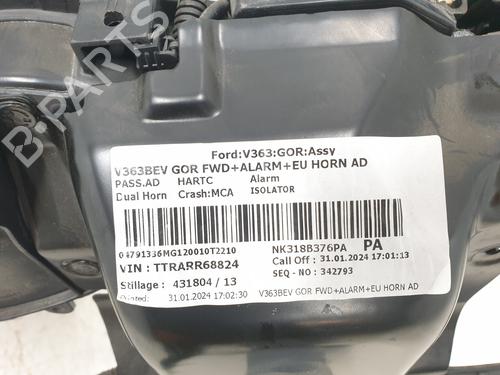 Ford:V363:GOR:Assy
V363BEV GOR FWD+ALARM+EU HORN AD
PASS.AD HARTC Alarm
Dual Horn Crash:MCA ISOLATOR
04791336MG120010T2210 NK318B376PA PA
VIN : TTRARR68824 Call Off : 31.01.2024 17:01:13
Stillage : 431804 / 13 SEQ - NO : 342793
Printed: 31.01.2024 17:02:30 V363BEV GOR FWD+ALARM+EU HORN AD
B-PARTS